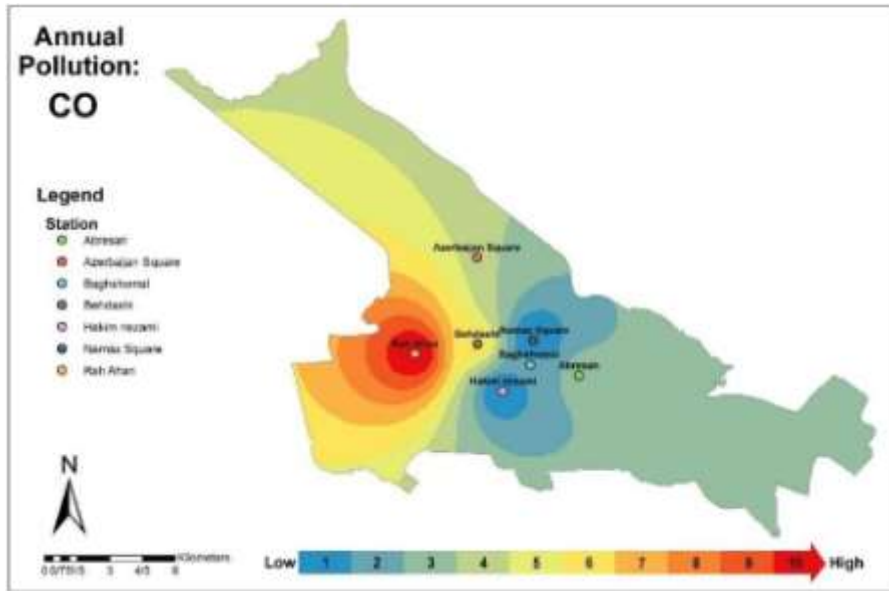 Annual
Pollution:
CO
Legend
Station
Abresan
Azerbaijan Square
Baghshomal
Behdasht
Hakim nezami
Namaz Square
Rah Ahan
N
Kilometers
Azerbaijan Square
Behdasht
Namaz Square
Rah Ahan
Baghshomal
Abresan
Hakim nezami
Low 1 2 3 4 5 6 7 8 9 10 High